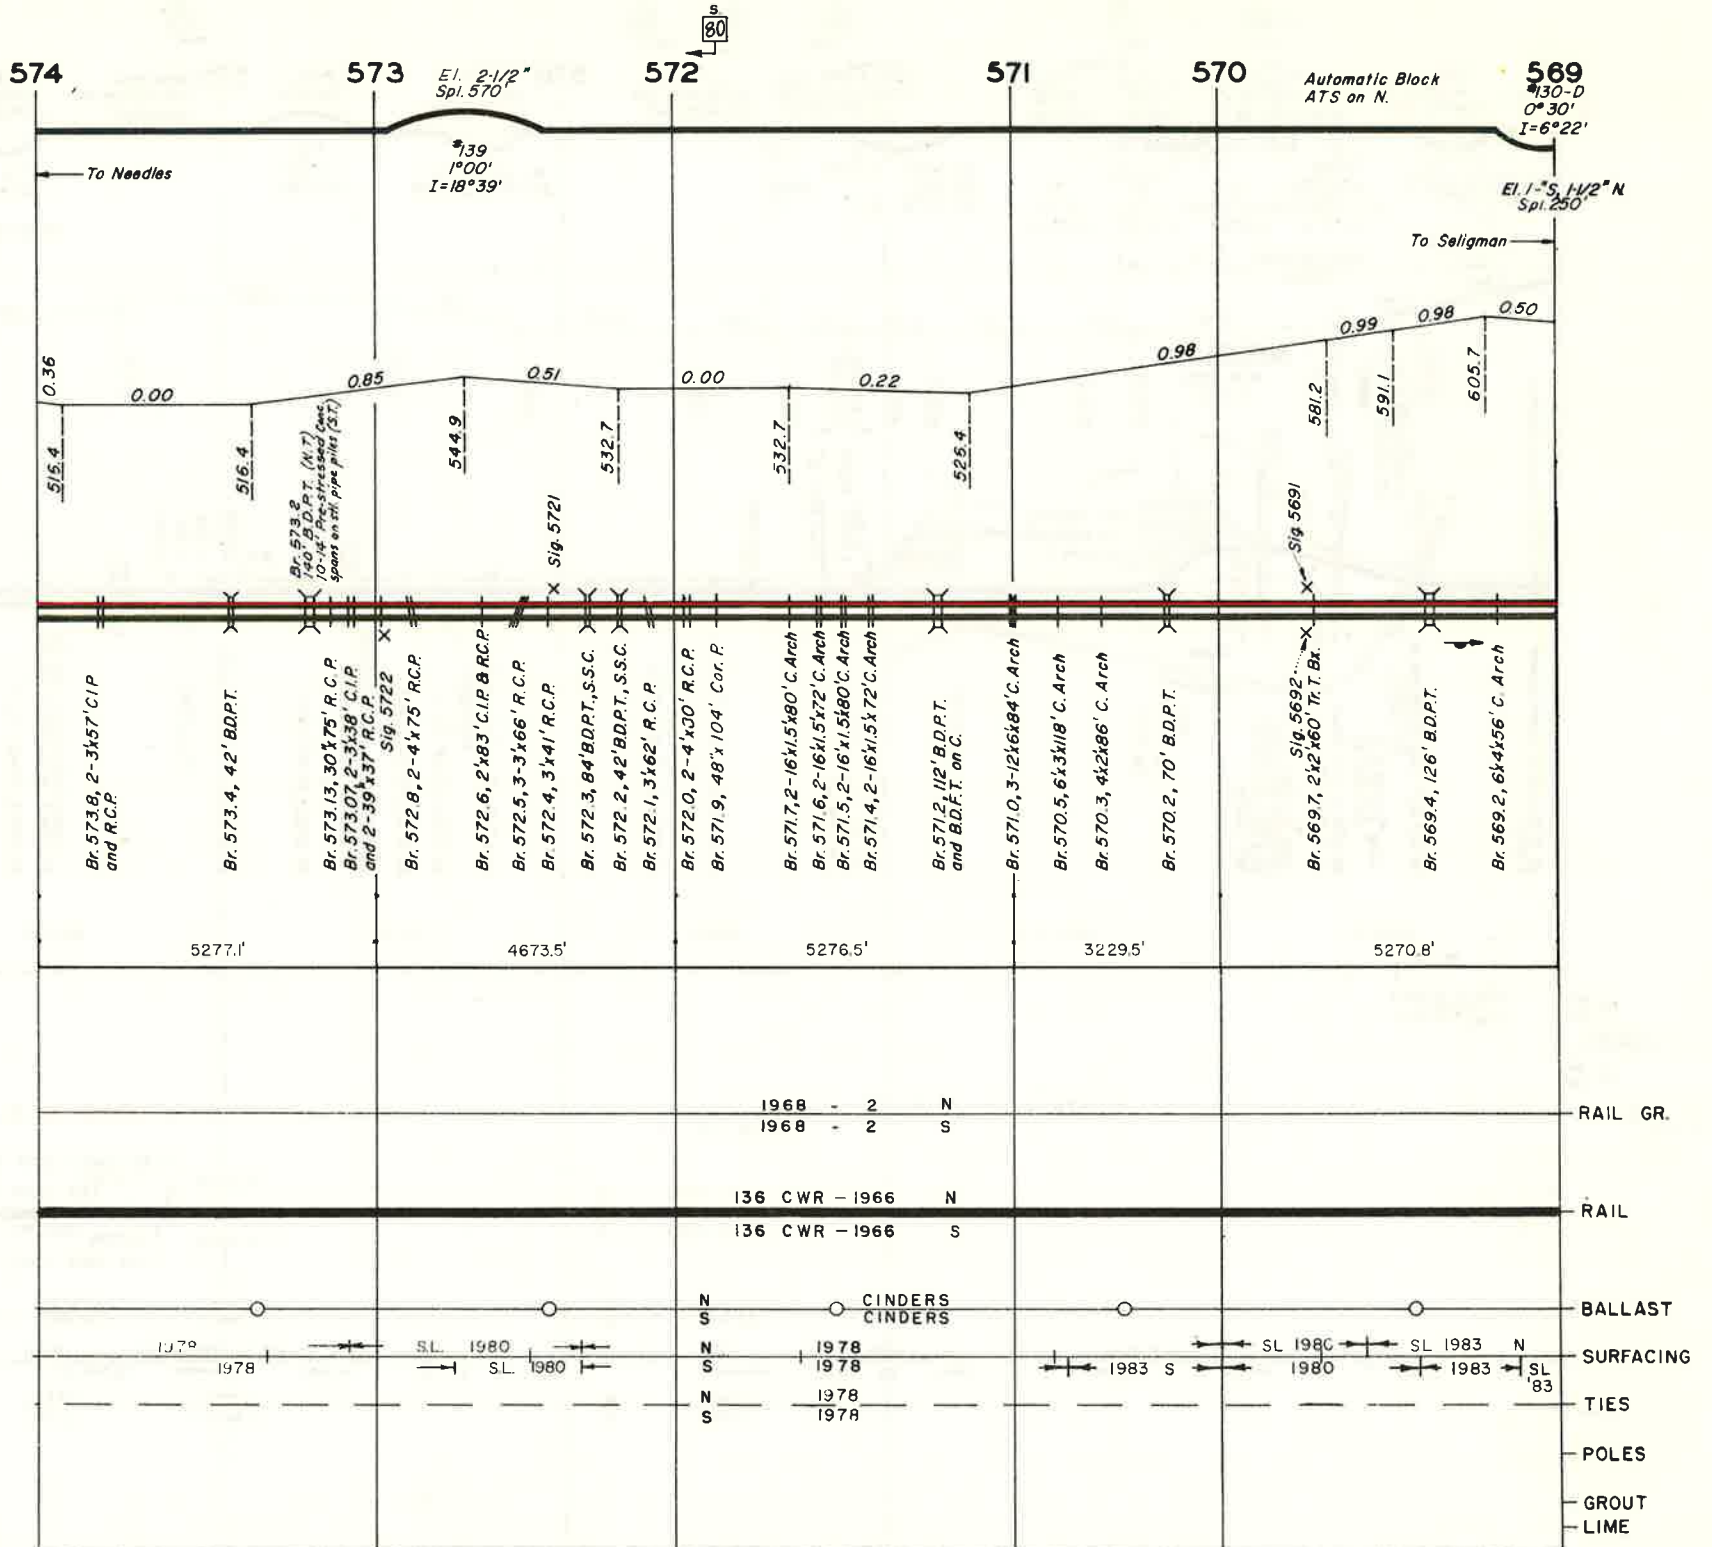 S.
80
574
573
572
571
570
569
El. 2-1/2"
Spl. 570'
Automatic Block
ATS on N.
#130-D
0°30'
I=6°22'
To Needles
#139
1°00'
I=18°39'
El. 1-"S, 1-1/2" N.
Spl. 250'
To Seligman
0.36
0.00
0.85
0.51
0.00
0.22
0.98
0.99
0.98
0.50
516.4
516.4
544.9
532.7
532.7
526.4
581.2
591.1
605.7
Br. 573.2
140' B.D.P.T. (N.T.)
10-14' Pre-stressed Conc.
spans on stl. pipe piles (S.T.)
Sig. 5721
Sig. 5691
Br. 573.8, 2-3'x57' C.I.P.
and R.C.P.
Br. 573.4, 42' B.D.P.T.
Br. 573.13, 30"x75' R.C.P.
Br. 573.07, 2-3'x38' C.I.P.
and 2-39"x37' R.C.P.
Sig. 5722
Br. 572.8, 2-4'x75' R.C.P.
Br. 572.6, 2'x83' C.I.P. & R.C.P.
Br. 572.5, 3-3'x66' R.C.P.
Br. 572.4, 3'x41' R.C.P.
Br. 572.3, 84' B.D.P.T., S.S.C.
Br. 572.2, 42' B.D.P.T., S.S.C.
Br. 572.1, 3'x62' R.C.P.
Br. 572.0, 2-4'x30' R.C.P.
Br. 571.9, 48"x104' Cor. P.
Br. 571.7, 2-16'x1.5'x80' C. Arch
Br. 571.6, 2-16'x1.5'x72' C. Arch
Br. 571.5, 2-16'x1.5'x80' C. Arch
Br. 571.4, 2-16'x1.5'x72' C. Arch
Br. 571.2, 112' B.D.P.T.
and B.D.F.T. on C.
Br. 571.0, 3-12'x6'x84' C. Arch
Br. 570.5, 6'x3'x118' C. Arch
Br. 570.3, 4'x2'x86' C. Arch
Br. 570.2, 70' B.D.P.T.
Sig. 5692
Br. 569.7, 2'x2'x60' Tr. T. Bx.
Br. 569.4, 126' B.D.P.T.
Br. 569.2, 6'x4'x56' C. Arch
5277.1'
4673.5'
5276.5'
3229.5'
5270.8'
1968 - 2 N
1968 - 2 S
RAIL GR.
136 CWR - 1966 N
136 CWR - 1966 S
RAIL
N CINDERS
S CINDERS
BALLAST
1978 S.L. 1980 N 1978 SL 1980 SL 1983 N
1978 S.L. 1980 S 1978 1983 S 1980 1983 SL
'83
SURFACING
N 1978
S 1978
TIES
POLES
GROUT
LIME